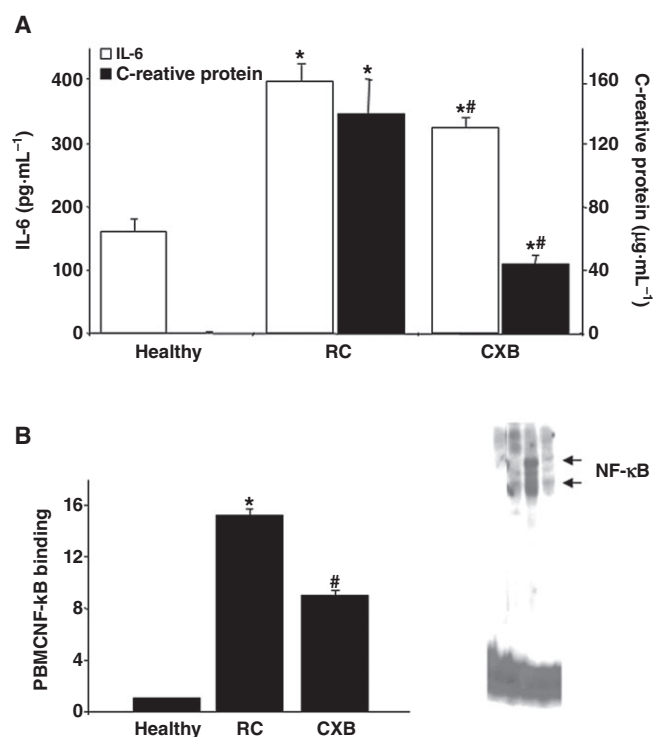 A
IL-6
C-reative protein
IL-6 (pg·mL⁻¹)
400
300
200
100
0
*
*
*#
*#
160
120
80
40
0
C-reative protein (μg·mL⁻¹)
Healthy RC CXB
B
PBMCNF-kB binding
16
12
8
4
0
*
#
Healthy RC CXB
NF-κB